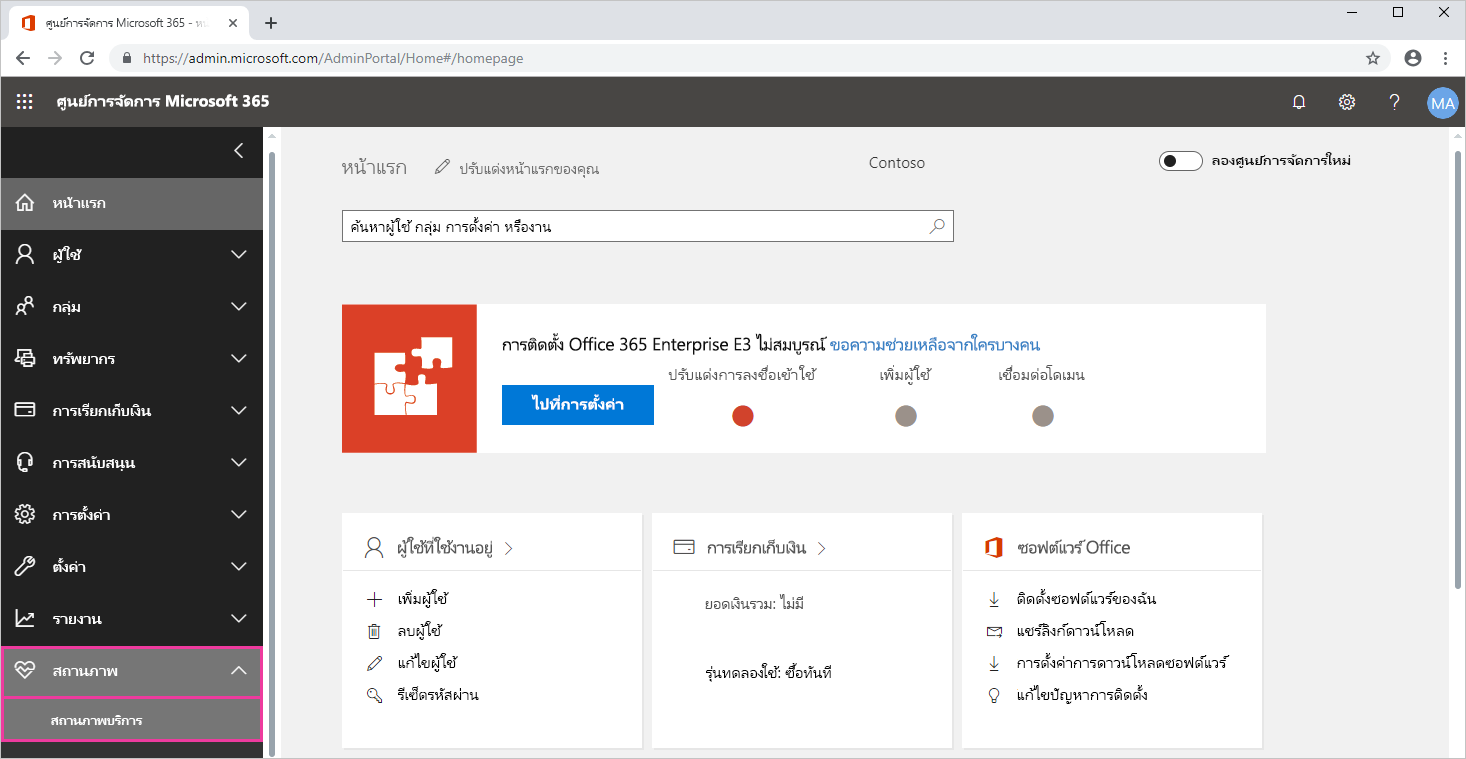 ศูนย์การจัดการ Microsoft 365 - หน
https://admin.microsoft.com/AdminPortal/Home#/homepage
ศูนย์การจัดการ Microsoft 365
MA
หน้าแรก
ผู้ใช้
กลุ่ม
ทรัพยากร
การเรียกเก็บเงิน
การสนับสนุน
การตั้งค่า
ตั้งค่า
รายงาน
สถานภาพ
สถานภาพบริการ
หน้าแรก
ปรับแต่งหน้าแรกของคุณ
Contoso
ลองศูนย์การจัดการใหม่
ค้นหาผู้ใช้ กลุ่ม การตั้งค่า หรืองาน
การติดตั้ง Office 365 Enterprise E3 ไม่สมบูรณ์ ขอความช่วยเหลือจากใครบางคน
ปรับแต่งการลงชื่อเข้าใช้ เพิ่มผู้ใช้ เชื่อมต่อโดเมน
ไปที่การตั้งค่า
ผู้ใช้ที่ใช้งานอยู่
เพิ่มผู้ใช้
ลบผู้ใช้
แก้ไขผู้ใช้
รีเซ็ตรหัสผ่าน
การเรียกเก็บเงิน
ยอดเงินรวม: ไม่มี
รุ่นทดลองใช้: ซื้อทันที
ซอฟต์แวร์ Office
ติดตั้งซอฟต์แวร์ของฉัน
แชร์ลิงก์ดาวน์โหลด
การตั้งค่าการดาวน์โหลดซอฟต์แวร์
แก้ไขปัญหาการติดตั้ง